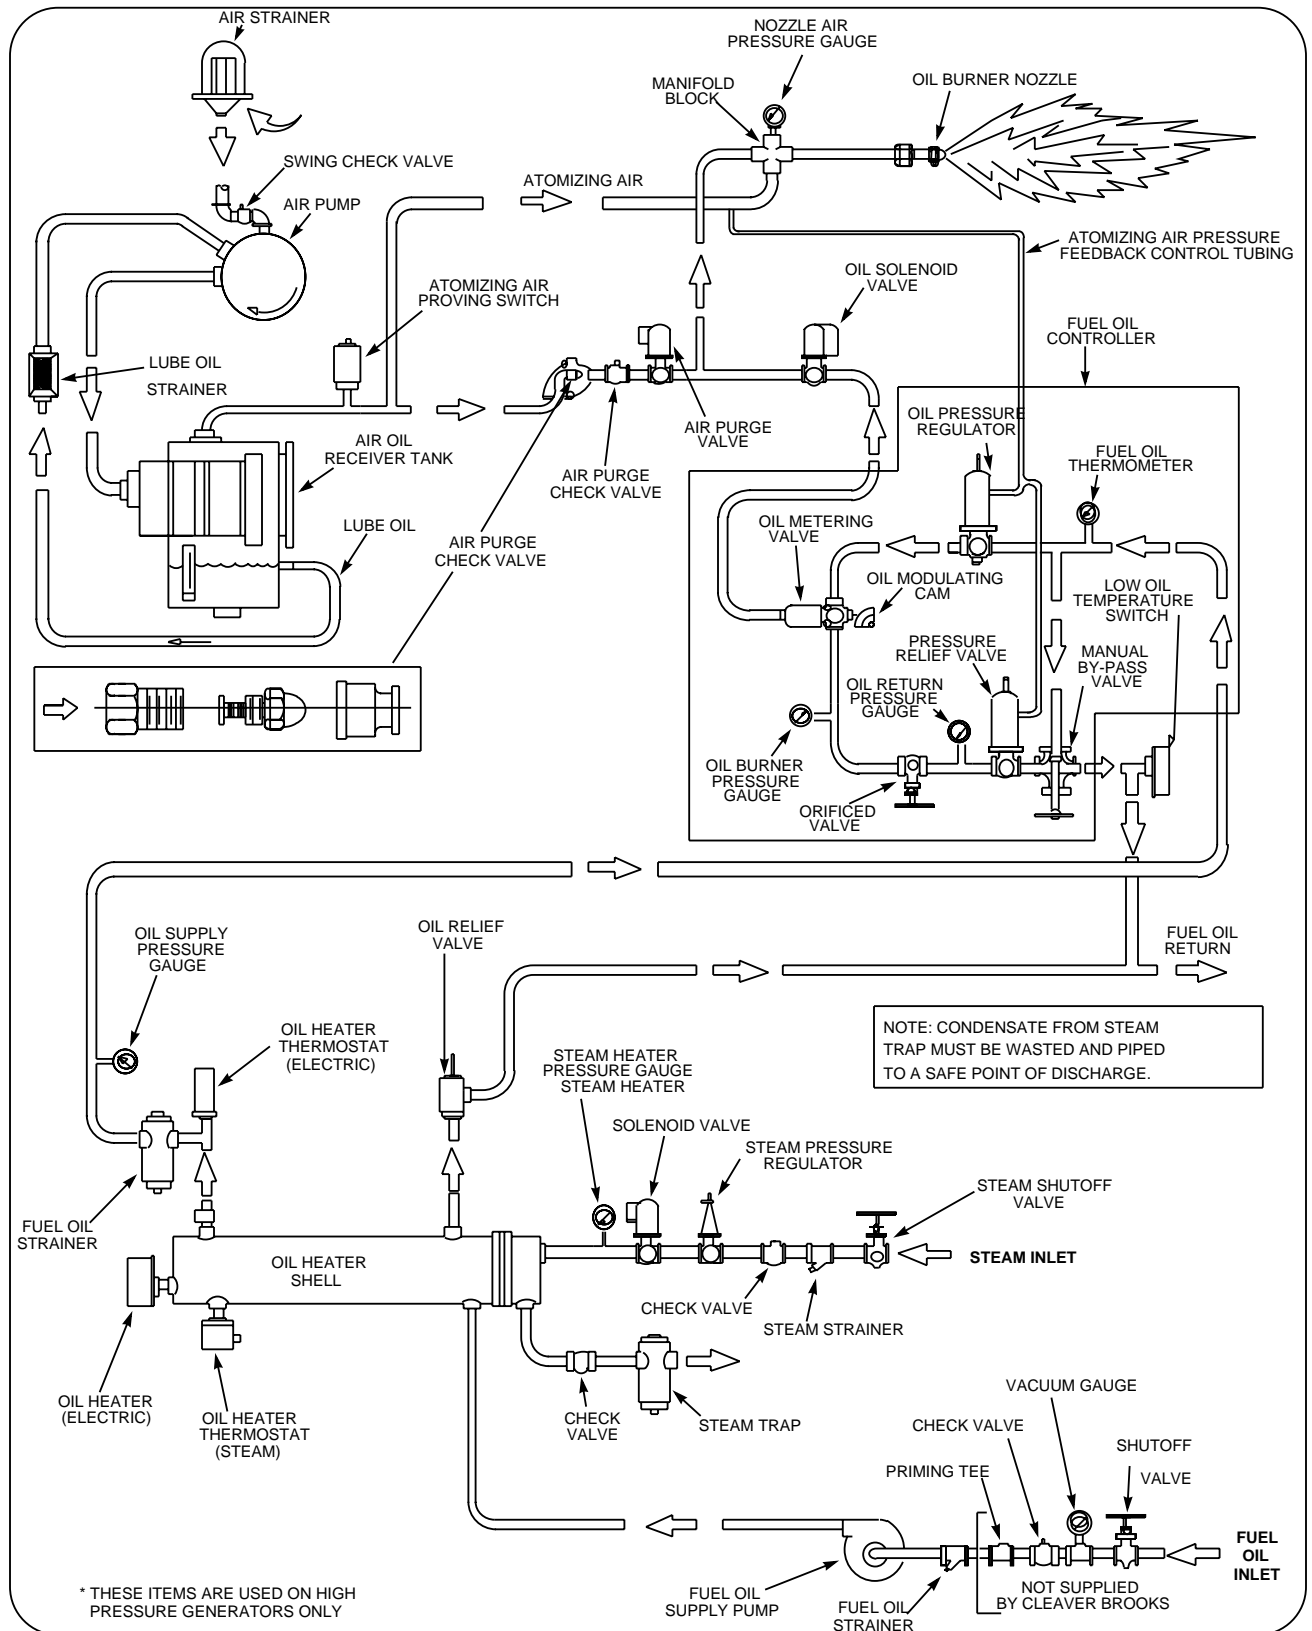 AIR STRAINER
NOZZLE AIR
PRESSURE GAUGE
MANIFOLD
BLOCK
OIL BURNER NOZZLE
SWING CHECK VALVE
ATOMIZING AIR
AIR PUMP
ATOMIZING AIR PRESSURE
FEEDBACK CONTROL TUBING
ATOMIZING AIR
PROVING SWITCH
OIL SOLENOID
VALVE
FUEL OIL
CONTROLLER
LUBE OIL
STRAINER
AIR PURGE
VALVE
OIL PRESSURE
REGULATOR
AIR OIL
RECEIVER TANK
AIR PURGE
CHECK VALVE
FUEL OIL
THERMOMETER
LUBE OIL
AIR PURGE
CHECK VALVE
OIL METERING
VALVE
OIL MODULATING
CAM
LOW OIL
TEMPERATURE
SWITCH
PRESSURE
RELIEF VALVE
MANUAL
BY-PASS
VALVE
OIL RETURN
PRESSURE
GAUGE
OIL BURNER
PRESSURE
GAUGE
ORIFICED
VALVE
OIL SUPPLY
PRESSURE
GAUGE
OIL RELIEF
VALVE
FUEL OIL
RETURN
OIL HEATER
THERMOSTAT
(ELECTRIC)
NOTE: CONDENSATE FROM STEAM
TRAP MUST BE WASTED AND PIPED
TO A SAFE POINT OF DISCHARGE.
STEAM HEATER
PRESSURE GAUGE
STEAM HEATER
SOLENOID VALVE
STEAM PRESSURE
REGULATOR
STEAM SHUTOFF
VALVE
FUEL OIL
STRAINER
OIL HEATER
SHELL
STEAM INLET
CHECK VALVE
STEAM STRAINER
OIL HEATER
(ELECTRIC)
OIL HEATER
THERMOSTAT
(STEAM)
CHECK
VALVE
STEAM TRAP
VACUUM GAUGE
CHECK VALVE
SHUTOFF
VALVE
PRIMING TEE
FUEL
OIL
INLET
* THESE ITEMS ARE USED ON HIGH
PRESSURE GENERATORS ONLY
FUEL OIL
SUPPLY PUMP
FUEL OIL
STRAINER
NOT SUPPLIED
BY CLEAVER BROOKS